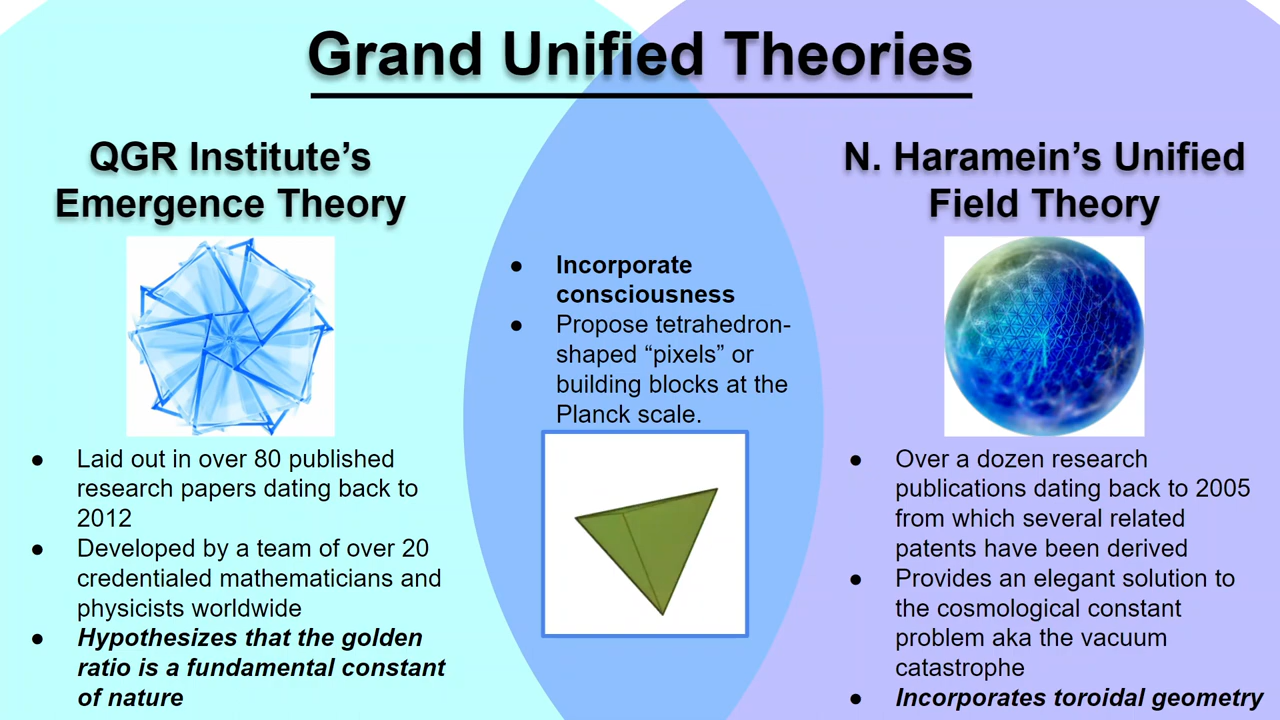 Grand Unified Theories
QGR Institute’s
Emergence Theory
● Laid out in over 80 published
research papers dating back to
2012
● Developed by a team of over 20
credentialed mathematicians and
physicists worldwide
● Hypothesizes that the golden
ratio is a fundamental constant
of nature
● Incorporate
consciousness
● Propose tetrahedron-
shaped “pixels” or
building blocks at the
Planck scale.
N. Haramein’s Unified
Field Theory
● Over a dozen research
publications dating back to 2005
from which several related
patents have been derived
● Provides an elegant solution to
the cosmological constant
problem aka the vacuum
catastrophe
● Incorporates toroidal geometry